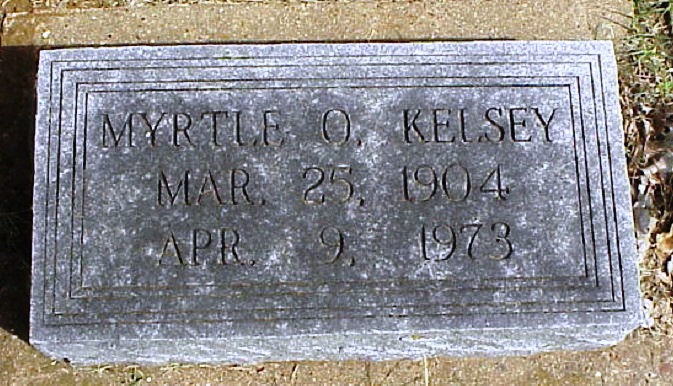 MYRTLE O. KELSEY
MAR. 25, 1904
APR. 9, 1973